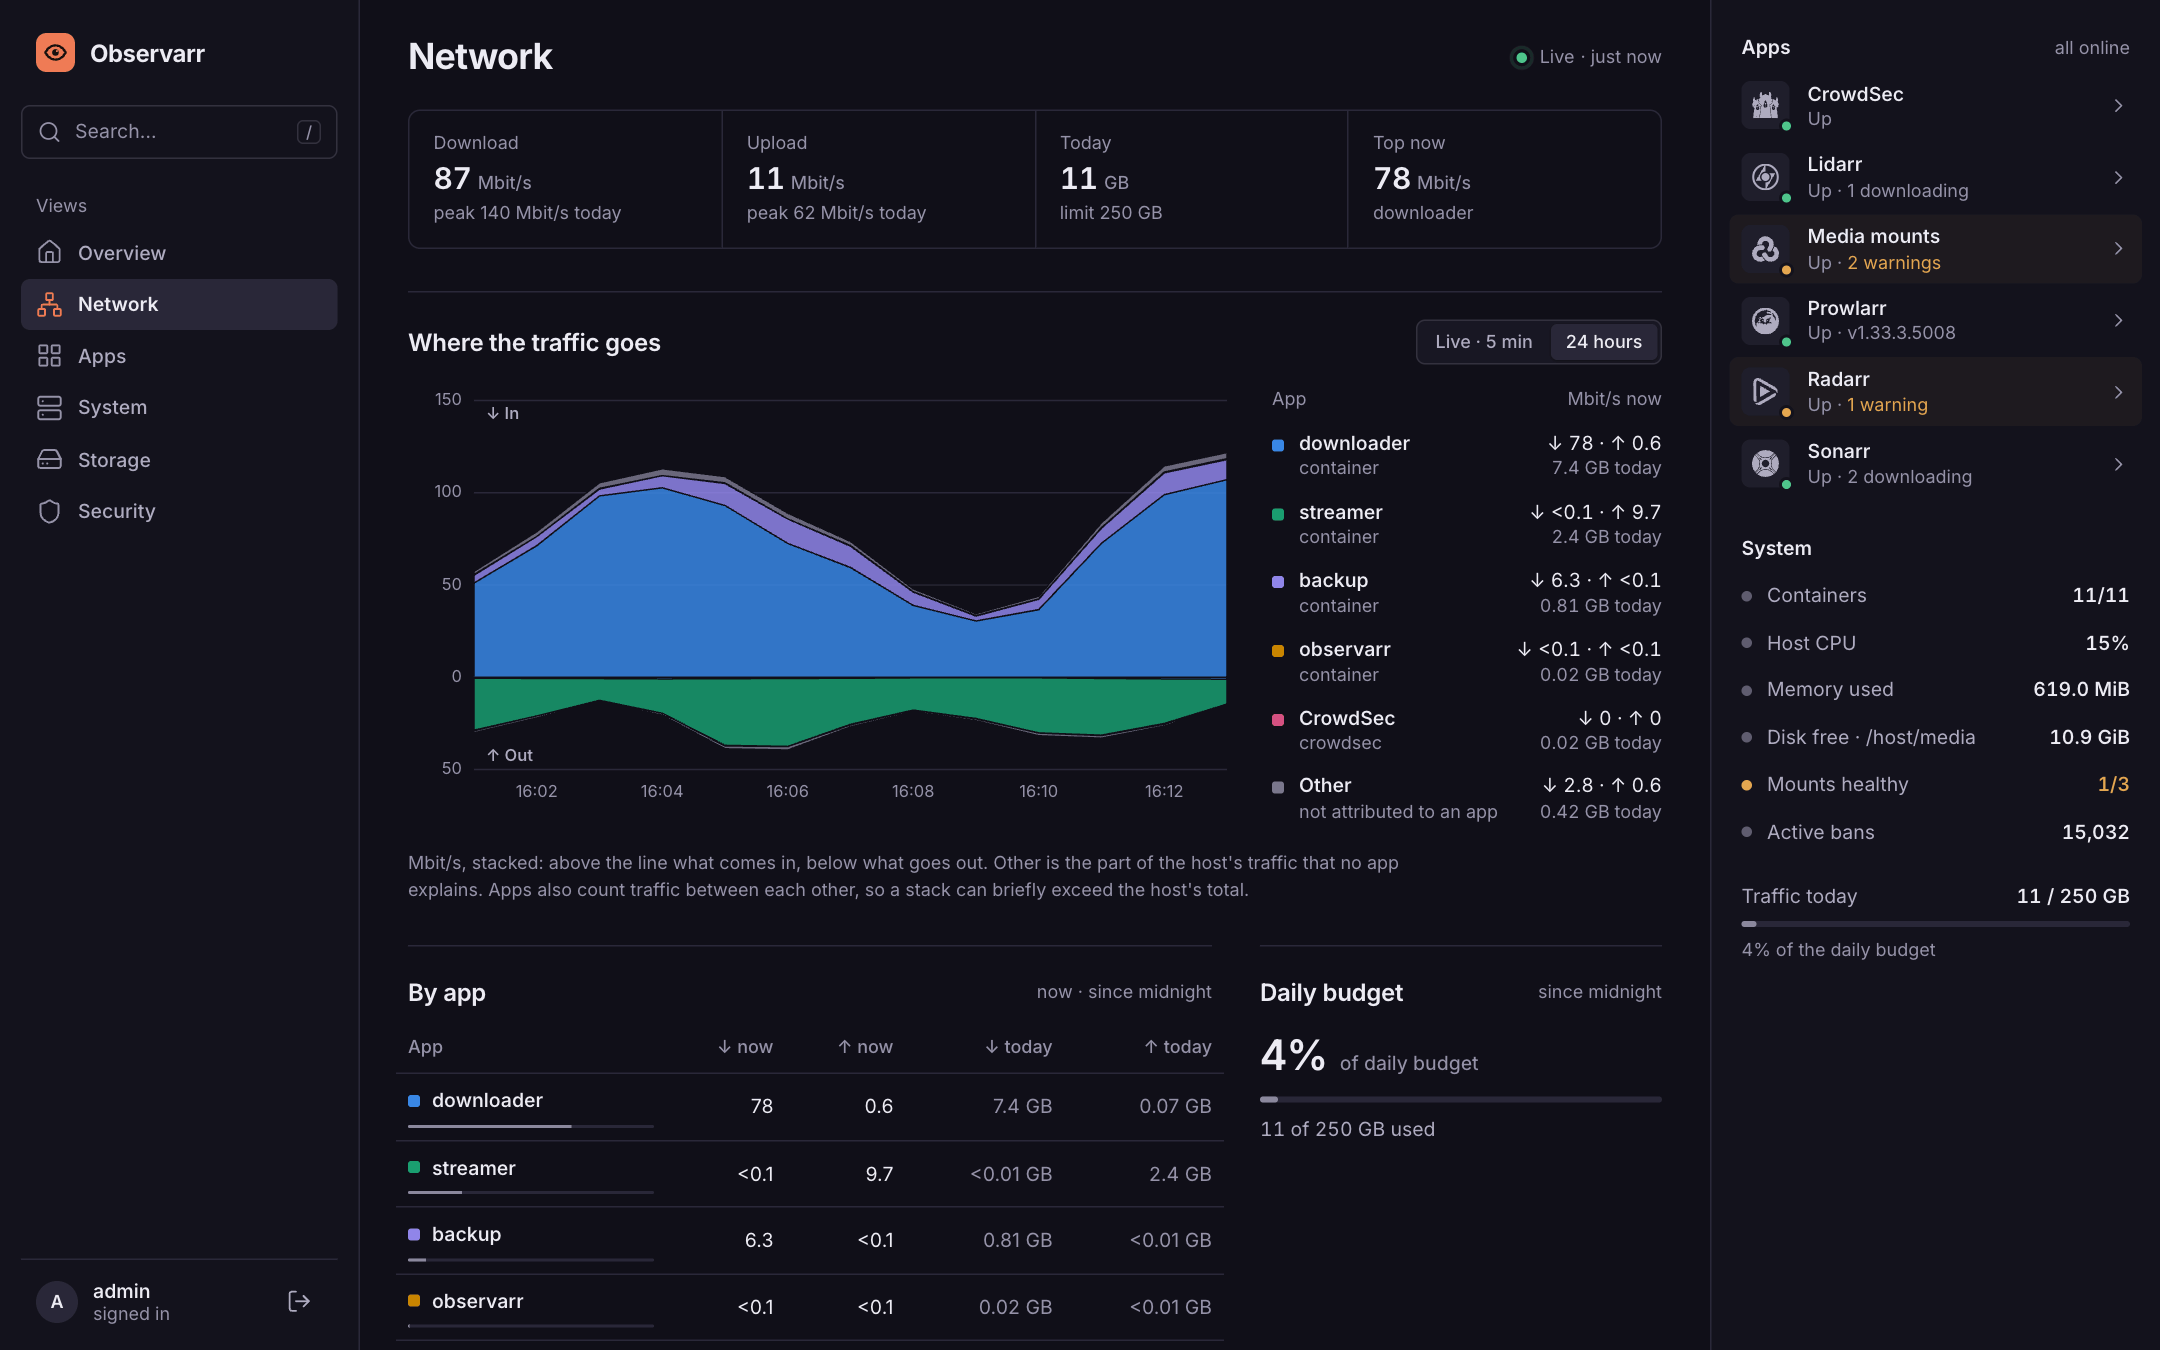 Observarr
Search...
/
Views
Overview
Network
Apps
System
Storage
Security
A
admin
signed in
Network
Live · just now
Download
87 Mbit/s
peak 140 Mbit/s today
Upload
11 Mbit/s
peak 62 Mbit/s today
Today
11 GB
limit 250 GB
Top now
78 Mbit/s
downloader
Where the traffic goes
Live · 5 min
24 hours
150
↓ In
100
50
0
↑ Out
50
16:02
16:04
16:06
16:08
16:10
16:12
App
Mbit/s now
downloader
↓ 78 · ↑ 0.6
container
7.4 GB today
streamer
↓ <0.1 · ↑ 9.7
container
2.4 GB today
backup
↓ 6.3 · ↑ <0.1
container
0.81 GB today
observarr
↓ <0.1 · ↑ <0.1
container
0.02 GB today
CrowdSec
↓ 0 · ↑ 0
crowdsec
0.02 GB today
Other
↓ 2.8 · ↑ 0.6
not attributed to an app
0.42 GB today
Mbit/s, stacked: above the line what comes in, below what goes out. Other is the part of the host's traffic that no app
explains. Apps also count traffic between each other, so a stack can briefly exceed the host's total.
By app
now · since midnight
App
↓ now
↑ now
↓ today
↑ today
downloader
78
0.6
7.4 GB
0.07 GB
streamer
<0.1
9.7
<0.01 GB
2.4 GB
backup
6.3
<0.1
0.81 GB
<0.01 GB
observarr
<0.1
<0.1
0.02 GB
<0.01 GB
Daily budget
since midnight
4% of daily budget
11 of 250 GB used
Apps
all online
CrowdSec
Up
Lidarr
Up · 1 downloading
Media mounts
Up · 2 warnings
Prowlarr
Up · v1.33.3.5008
Radarr
Up · 1 warning
Sonarr
Up · 2 downloading
System
Containers
11/11
Host CPU
15%
Memory used
619.0 MiB
Disk free · /host/media
10.9 GiB
Mounts healthy
1/3
Active bans
15,032
Traffic today
11 / 250 GB
4% of the daily budget